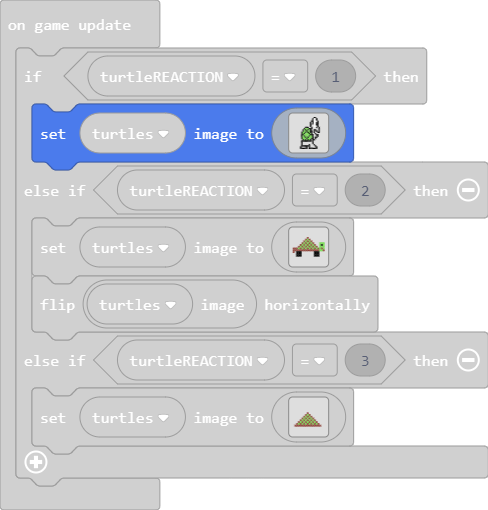 on game update
if turtleREACTION = 1 then
set turtles image to
else if turtleREACTION = 2 then
set turtles image to
flip turtles image horizontally
else if turtleREACTION = 3 then
set turtles image to